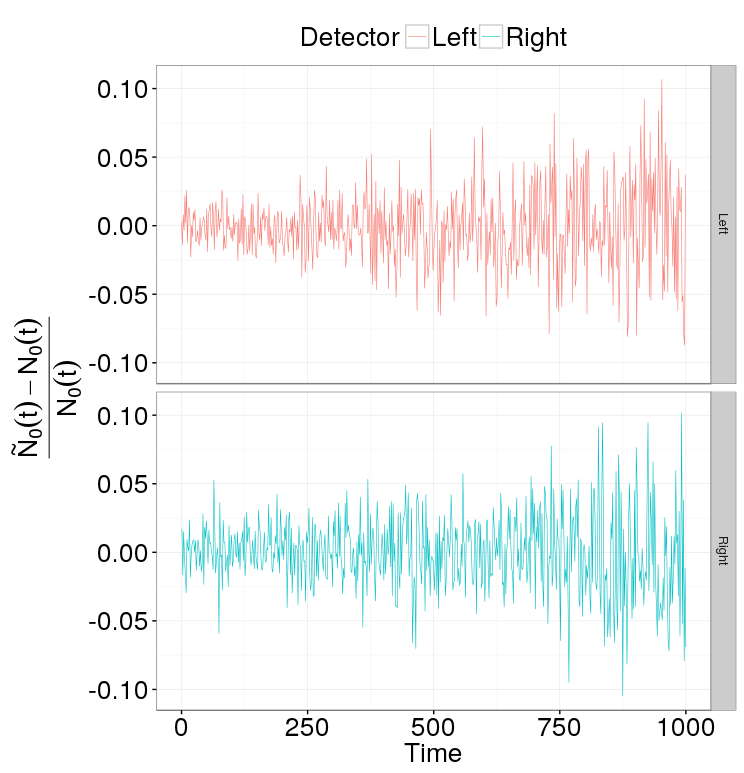 Detector Left Right
0.10
0.05
0.00
-0.05
-0.10
Left
Ñ₀(t) − N₀(t)
N₀(t)
0.10
0.05
0.00
-0.05
-0.10
Right
0 250 500 750 1000
Time